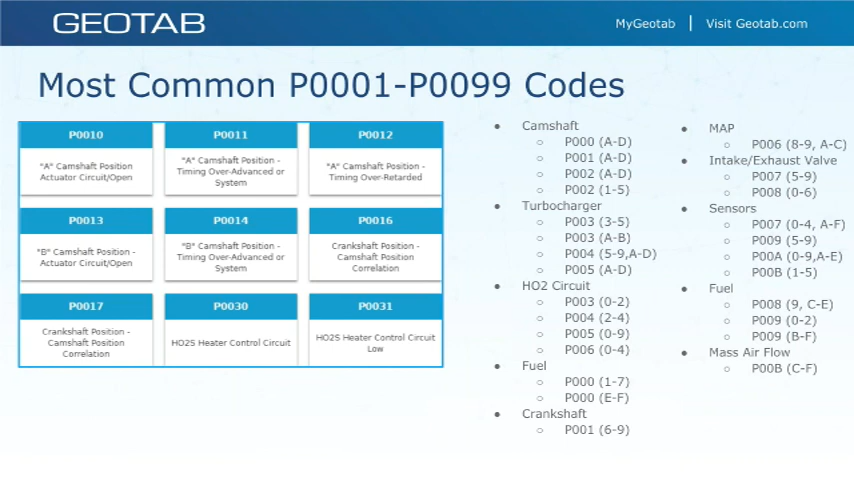 GEOTAB
MyGeotab | Visit Geotab.com
Most Common P0001-P0099 Codes
P0010
"A" Camshaft Position
Actuator Circuit/Open
P0011
"A" Camshaft Position -
Timing Over-Advanced or
System
P0012
"A" Camshaft Position -
Timing Over-Retarded
P0013
"B" Camshaft Position -
Actuator Circuit/Open
P0014
"B" Camshaft Position -
Timing Over-Advanced or
System
P0016
Crankshaft Position -
Camshaft Position
Correlation
P0017
Crankshaft Position -
Camshaft Position
Correlation
P0030
HO2S Heater Control Circuit
P0031
HO2S Heater Control Circuit
Low
• Camshaft
○ P000 (A-D)
○ P001 (A-D)
○ P002 (A-D)
○ P002 (1-5)
• Turbocharger
○ P003 (3-5)
○ P003 (A-B)
○ P004 (5-9,A-D)
○ P005 (A-D)
• HO2 Circuit
○ P003 (0-2)
○ P004 (2-4)
○ P005 (0-9)
○ P006 (0-4)
• Fuel
○ P000 (1-7)
○ P000 (E-F)
• Crankshaft
○ P001 (6-9)
• MAP
○ P006 (8-9, A-C)
• Intake/Exhaust Valve
○ P007 (5-9)
○ P008 (0-6)
• Sensors
○ P007 (0-4, A-F)
○ P009 (5-9)
○ P00A (0-9,A-E)
○ P00B (1-5)
• Fuel
○ P008 (9, C-E)
○ P009 (0-2)
○ P009 (B-F)
• Mass Air Flow
○ P00B (C-F)